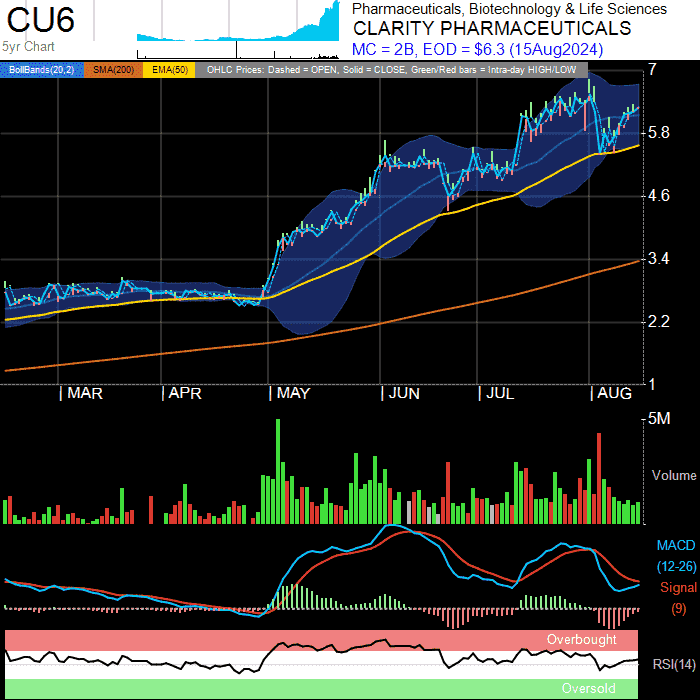 CU6
5yr Chart
Pharmaceuticals, Biotechnology & Life Sciences
CLARITY PHARMACEUTICALS
MC = 2B, EOD = $6.3 (15Aug2024)
BollBands(20,2) SMA(200) EMA(50) OHLC Prices: Dashed = OPEN, Solid = CLOSE, Green/Red bars = Intra-day HIGH/LOW
7
5.8
4.6
3.4
2.2
1
| MAR | APR | MAY | JUN | JUL | AUG
5M
Volume
MACD
(12-26)
Signal
(9)
Overbought
RSI(14)
Oversold